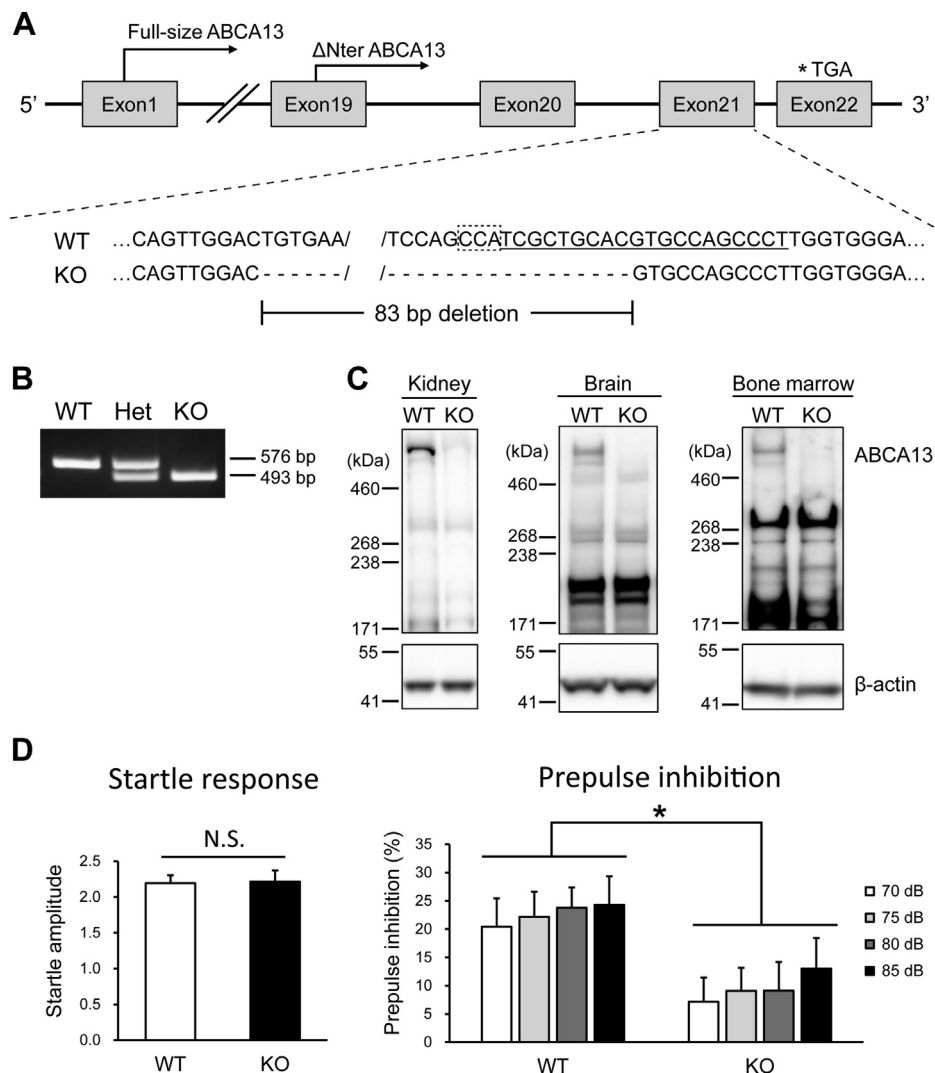 A
Full-size ABCA13
ΔNter ABCA13
* TGA
5’ Exon1 Exon19 Exon20 Exon21 Exon22 3’
WT ...CAGTTGGACTGTGAA/ /TCCAGCCATCGCTGCACGTGCCAGCCCTTGGTGGGA...
KO ...CAGTTGGAC------/ /-----------------GTGCCAGCCCTTGGTGGGA...
83 bp deletion
B
WT Het KO
576 bp
493 bp
C
Kidney
WT KO
(kDa)
460
268
238
171
55
41
Brain
WT KO
(kDa)
460
268
238
171
55
41
Bone marrow
WT KO
(kDa)
460
268
238
171
55
41
ABCA13
β-actin
D
Startle response
N.S.
Startle amplitude
2.5
2.0
1.5
1.0
0.5
0.0
WT KO
Prepulse inhibition
*
Prepulse inhibition (%)
35
30
25
20
15
10
5
0
WT KO
70 dB
75 dB
80 dB
85 dB